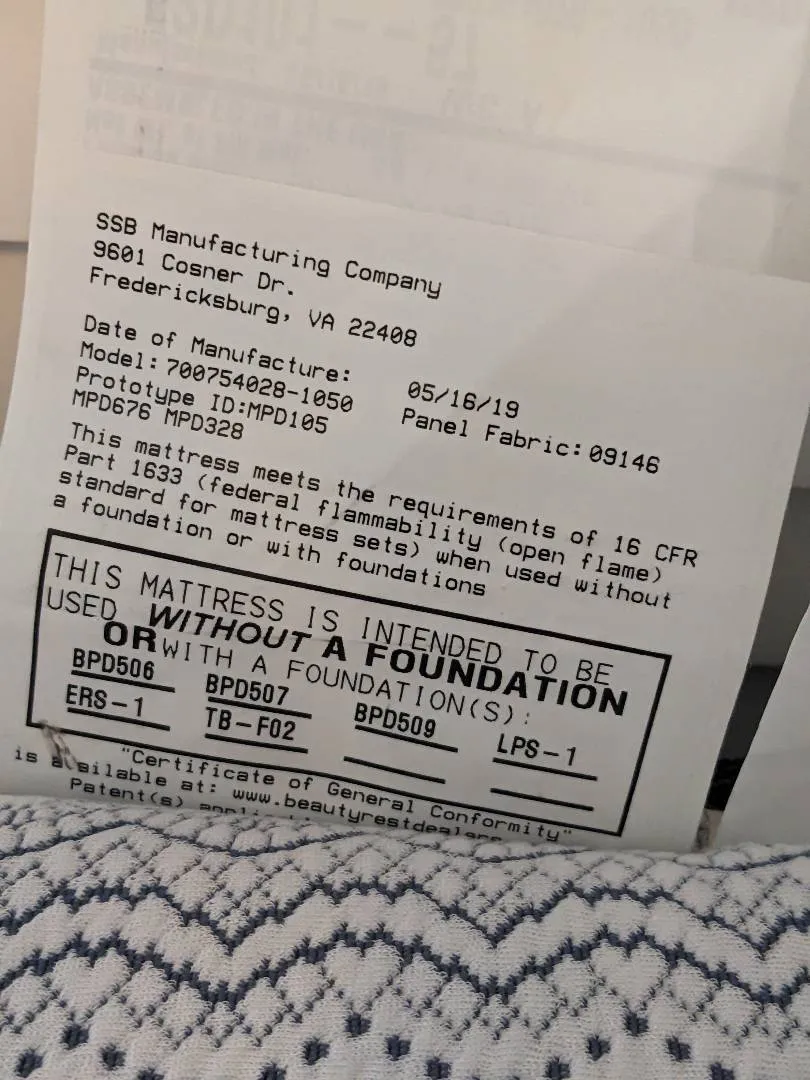 SSB Manufacturing Company
9601 Cosner Dr.
Fredericksburg, VA 22408
Date of Manufacture: 05/16/19
Model: 700754028-1050 Panel Fabric: 09146
Prototype ID:MPD105
MPD676 MPD328
This mattress meets the requirements of 16 CFR
Part 1633 (federal flammability (open flame)
standard for mattress sets) when used without
a foundation or with foundations
THIS MATTRESS IS INTENDED TO BE
USED WITHOUT A FOUNDATION
OR WITH A FOUNDATION(S):
BPD506 BPD507 BPD509 LPS-1
ERS-1 TB-F02
"Certificate of General Conformity"
is available at: www.beautyrestdealers
Patent(s)